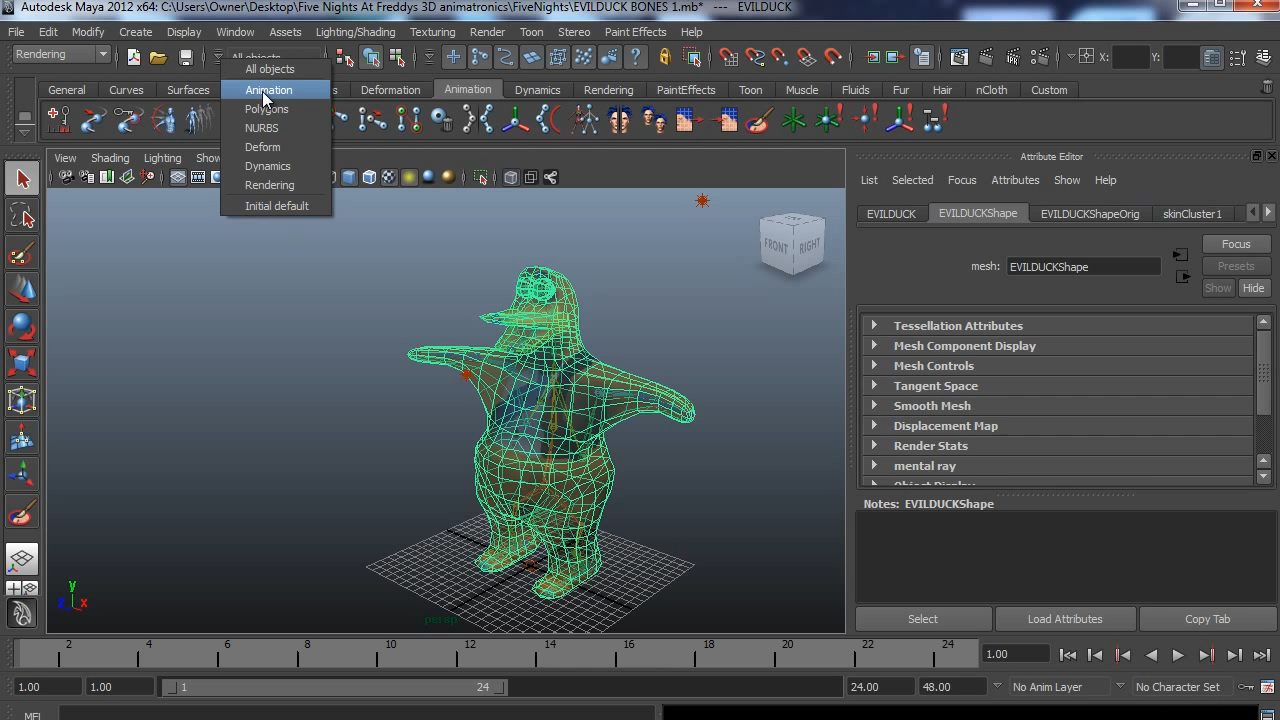 Autodesk Maya 2012 x64: C:\Users\Owner\Desktop\Five Nights At Freddys 3D animatronics\FiveNights\EVILDUCK BONES 1.mb* --- EVILDUCK
File Edit Modify Create Display Window Assets Lighting/Shading Texturing Render Toon Stereo Paint Effects Help
Rendering All objects X: Y:
All objects
Animation
Polygons
NURBS
Deform
Dynamics
Rendering
Initial default
General Curves Surfaces Deformation Animation Dynamics Rendering PaintEffects Toon Muscle Fluids Fur Hair nCloth Custom
View Shading Lighting Show
FRONT RIGHT
y
z x
persp
Attribute Editor
List Selected Focus Attributes Show Help
EVILDUCK EVILDUCKShape EVILDUCKShapeOrig skinCluster1
Focus
mesh: EVILDUCKShape Presets
Show Hide
Tessellation Attributes
Mesh Component Display
Mesh Controls
Tangent Space
Smooth Mesh
Displacement Map
Render Stats
mental ray
Object Display
Notes: EVILDUCKShape
Select Load Attributes Copy Tab
2 4 6 8 10 12 14 16 18 20 22 24 1.00
1.00 1.00 1 24 24.00 48.00 No Anim Layer No Character Set
MEL